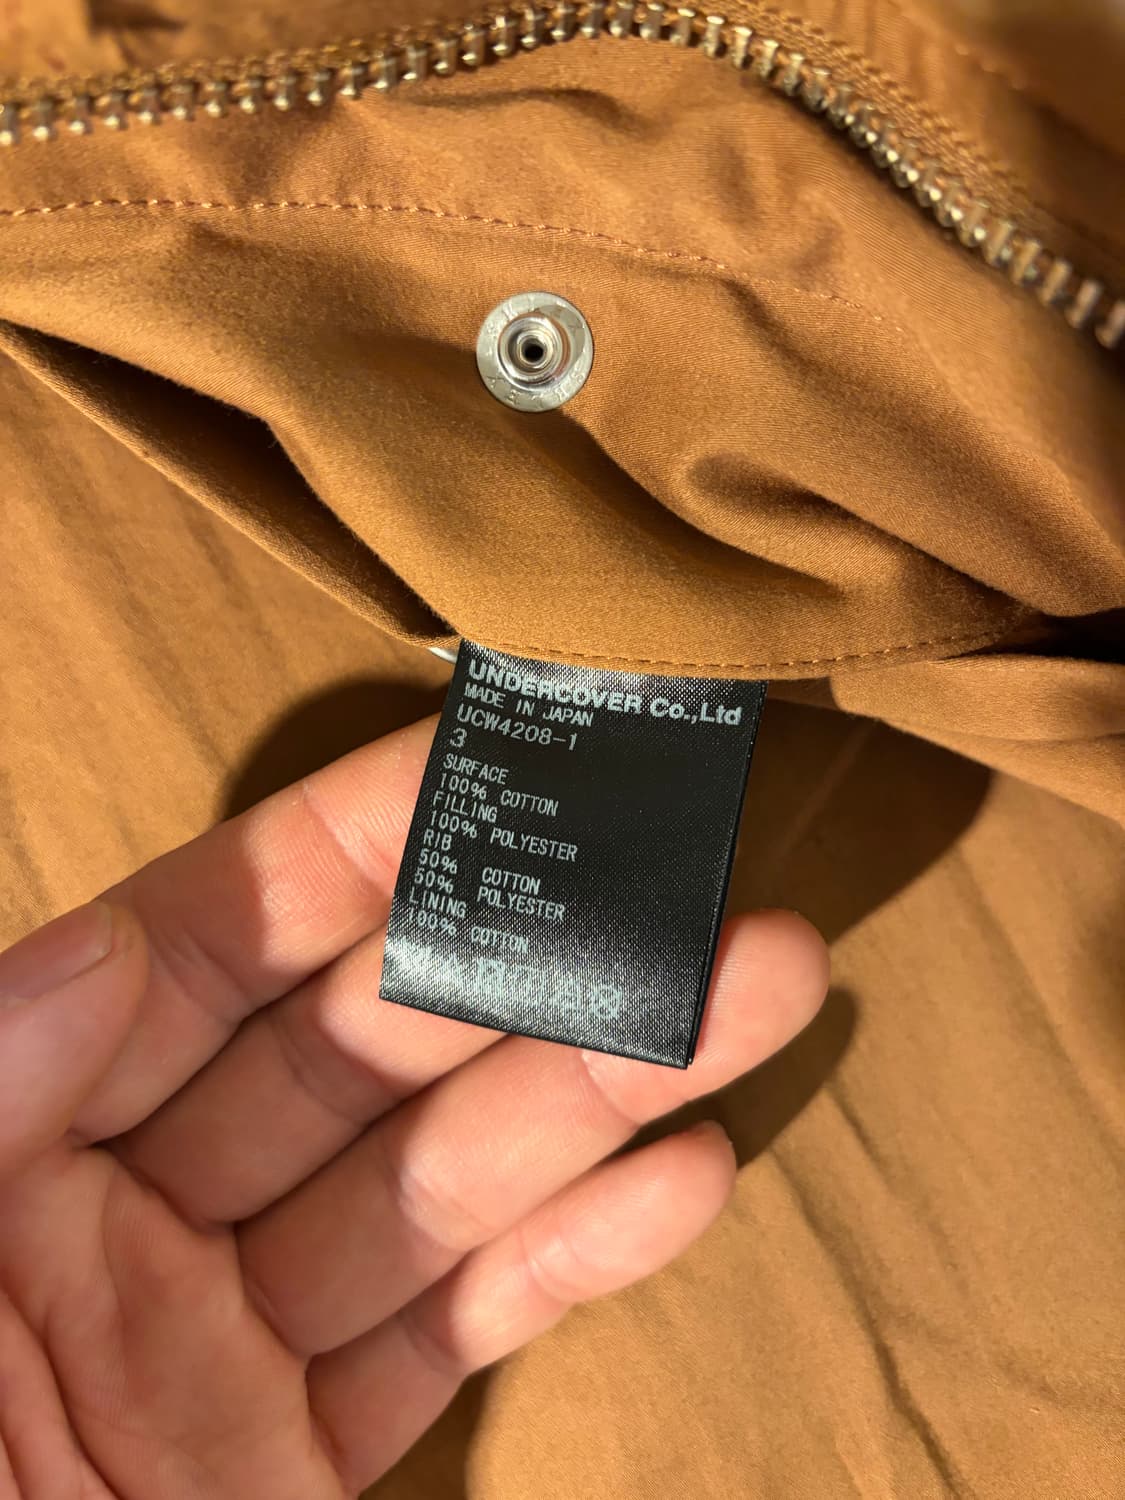 UNDERCOVER Co.,Ltd
MADE IN JAPAN
UCW4208-1
3
SURFACE
100% COTTON
FILLING
100% POLYESTER
RIB
50% COTTON
50% POLYESTER
LINING
100% COTTON